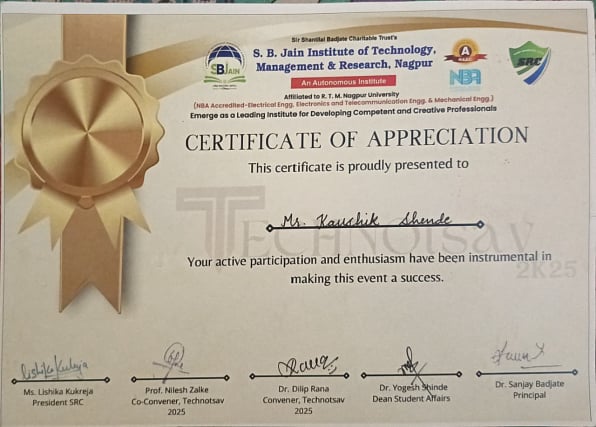 Sir Shantilal Badjate Charitable Trust's
S. B. Jain Institute of Technology,
Management & Research, Nagpur
An Autonomous Institute
Affiliated to R. T. M. Nagpur University
(NBA Accredited-Electrical Engg. Electronics and Telecommunication Engg. & Mechanical Engg.)
Emerge as a Leading Institute for Developing Competent and Creative Professionals
SBJAIN
A
NAAC
NBA
SRC
CERTIFICATE OF APPRECIATION
This certificate is proudly presented to
Mr. Kaushik Shende
TECHNOTSAV
2K25
Your active participation and enthusiasm have been instrumental in
making this event a success.
Lishika Kukreja
Ms. Lishika Kukreja
President SRC
Prof. Nilesh Zalke
Co-Convener, Technotsav
2025
Dr. Dilip Rana
Convener, Technotsav
2025
Dr. Yogesh Shinde
Dean Student Affairs
Dr. Sanjay Badjate
Principal